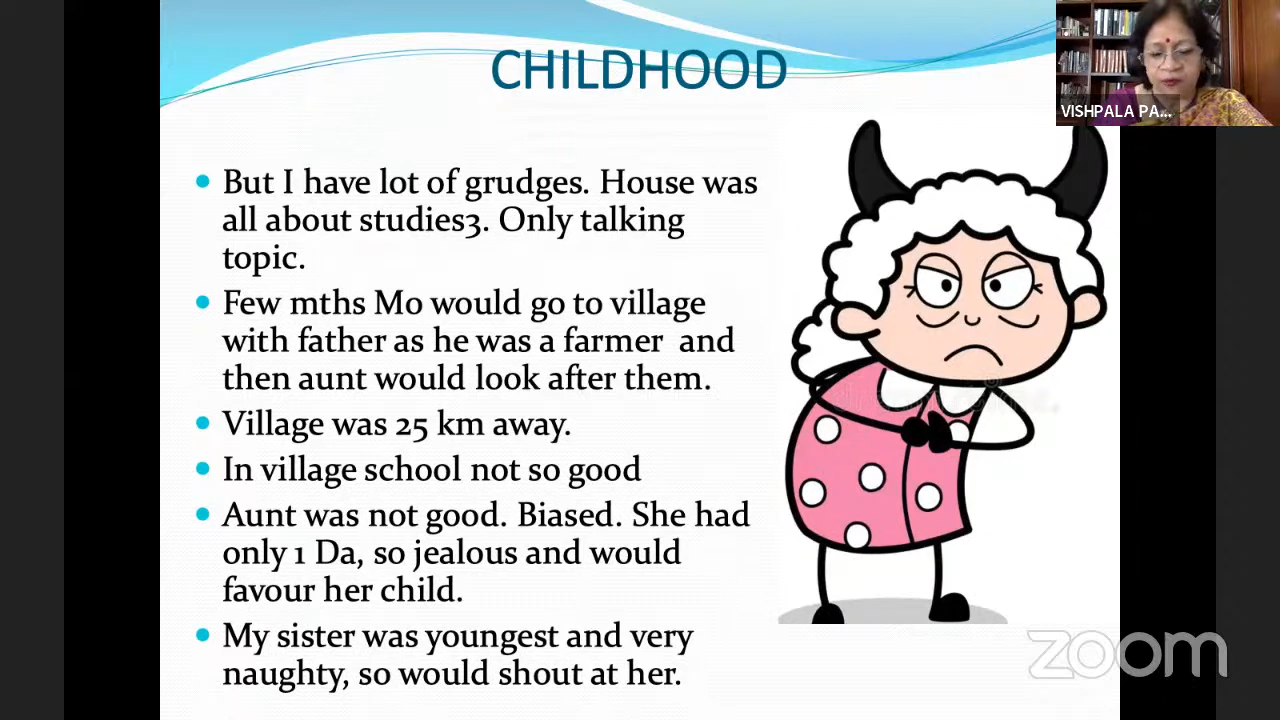 CHILDHOOD
VISHPALA PA...
But I have lot of grudges. House was
all about studies3. Only talking
topic.
Few mths Mo would go to village
with father as he was a farmer and
then aunt would look after them.
Village was 25 km away.
In village school not so good
Aunt was not good. Biased. She had
only 1 Da, so jealous and would
favour her child.
My sister was youngest and very
naughty, so would shout at her.
zoom